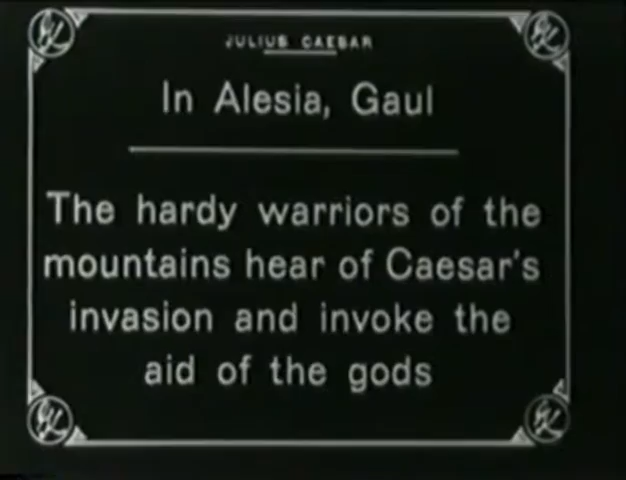 JULIUS CAESAR
In Alesia, Gaul
The hardy warriors of the
mountains hear of Caesar's
invasion and invoke the
aid of the gods